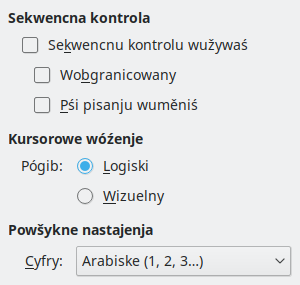 Sekwencna kontrola
Sekwencnu kontrolu wužywaś
Wobgranicowany
Pśi pisanju wuměniś
Kursorowe wóźenje
Pógib:
Logiski
Wizuelny
Powšykne nastajenja
Cyfry:
Arabiske (1, 2, 3...)